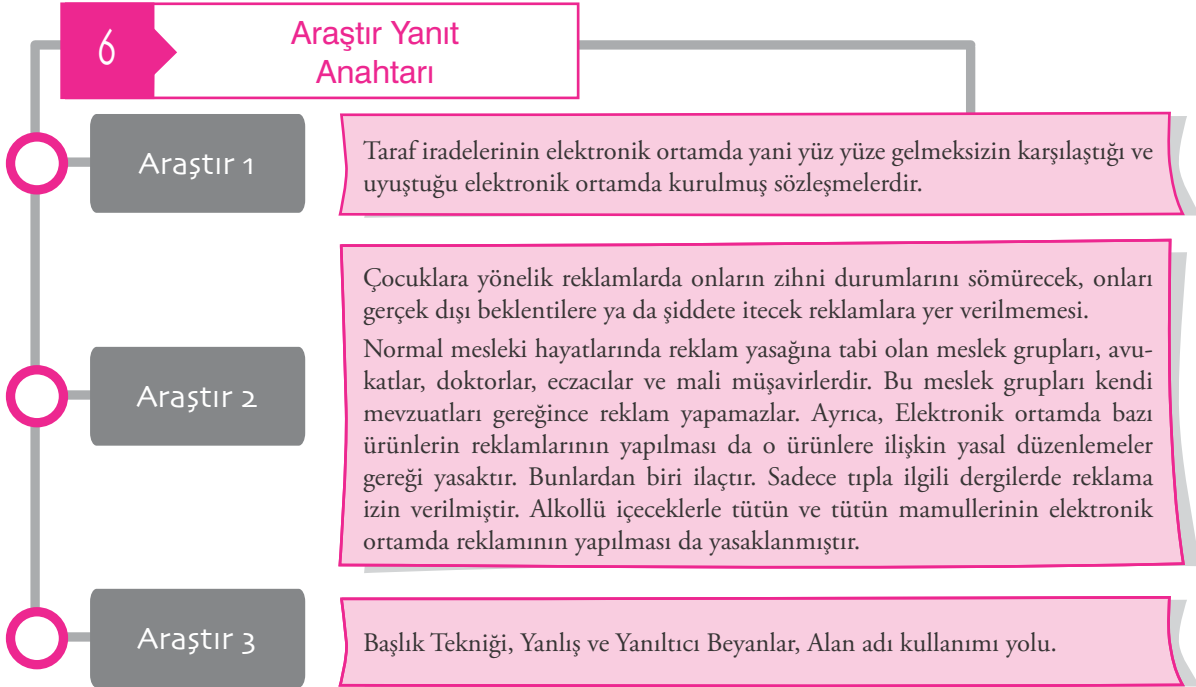 6
Araştır Yanıt
Anahtarı
Araştır 1
Taraf iradelerinin elektronik ortamda yani yüz yüze gelmeksizin karşılaştığı ve
uyuştuğu elektronik ortamda kurulmuş sözleşmelerdir.
Araştır 2
Çocuklara yönelik reklamlarda onların zihni durumlarını sömürecek, onları
gerçek dışı beklentilere ya da şiddete itecek reklamlara yer verilmemesi.
Normal mesleki hayatlarında reklam yasağına tabi olan meslek grupları, avu-
katlar, doktorlar, eczacılar ve mali müşavirlerdir. Bu meslek grupları kendi
mevzuatları gereğince reklam yapamazlar. Ayrıca, Elektronik ortamda bazı
ürünlerin reklamlarının yapılması da o ürünlere ilişkin yasal düzenlemeler
gereği yasaktır. Bunlardan biri ilaçtır. Sadece tıpla ilgili dergilerde reklama
izin verilmiştir. Alkollü içeceklerle tütün ve tütün mamullerinin elektronik
ortamda reklamının yapılması da yasaklanmıştır.
Araştır 3
Başlık Tekniği, Yanlış ve Yanıltıcı Beyanlar, Alan adı kullanımı yolu.